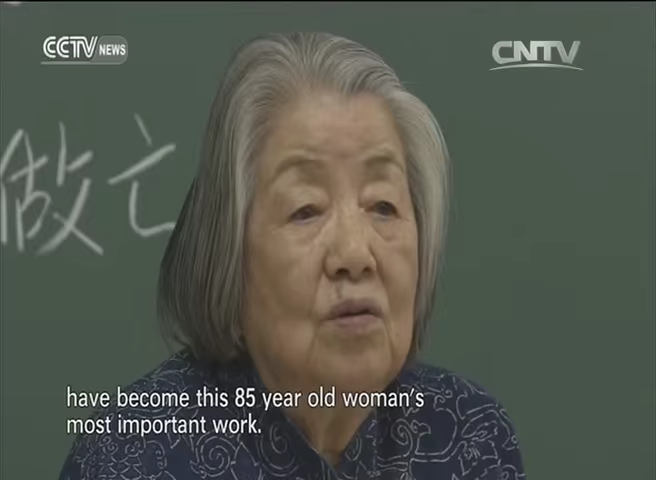 CCTV NEWS
CNTV
做亡
have become this 85 year old woman's
most important work.